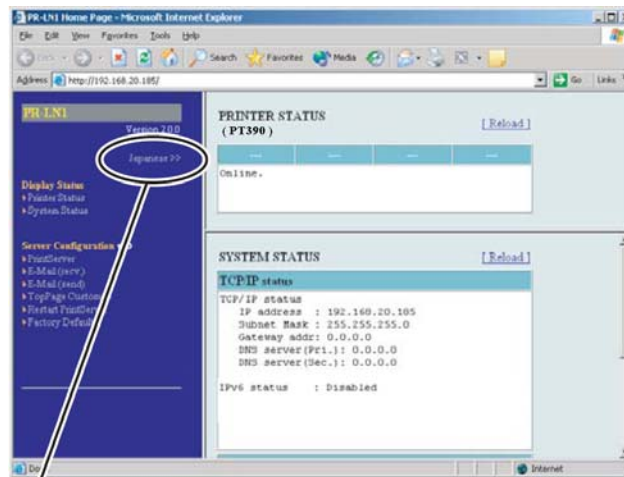 PR-LN1 Home Page - Microsoft Internet Explorer
File Edit View Favorites Tools Help
Search Favorites Media
Address http://192.168.20.185/ Go Links
PR-LN1
Version 2.0.0
Japanese >>
Display Status
Printer Status
System Status
Server Configuration
PrintServer
E-Mail (recv.)
E-Mail (send)
TopPage Custom
Restart PrintServer
Factory Default
PRINTER STATUS [ Reload ]
( PT390 )
--- --- --- ---
Online.
SYSTEM STATUS [ Reload ]
TCP/IP status
TCP/IP status
IP address : 192.168.20.185
Subnet Mask : 255.255.255.0
Gateway addr: 0.0.0.0
DNS server(Pri.): 0.0.0.0
DNS server(Sec.): 0.0.0.0
IPv6 status : Disabled
Internet